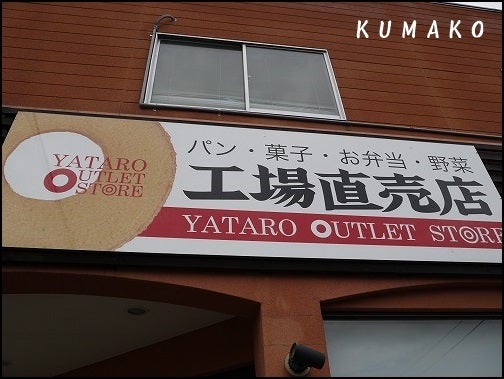 KUMAKO
パン・菓子・お弁当・野菜
工場直売店
YATARO OUTLET STORE
YATARO
OUTLET
STORE